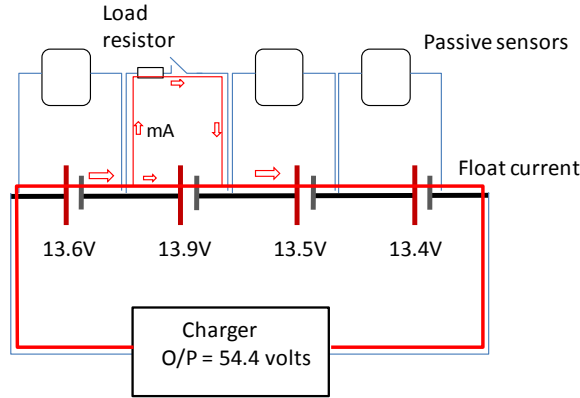 Load
resistor
Passive sensors
mA
Float current
13.6V
13.9V
13.5V
13.4V
Charger
O/P = 54.4 volts